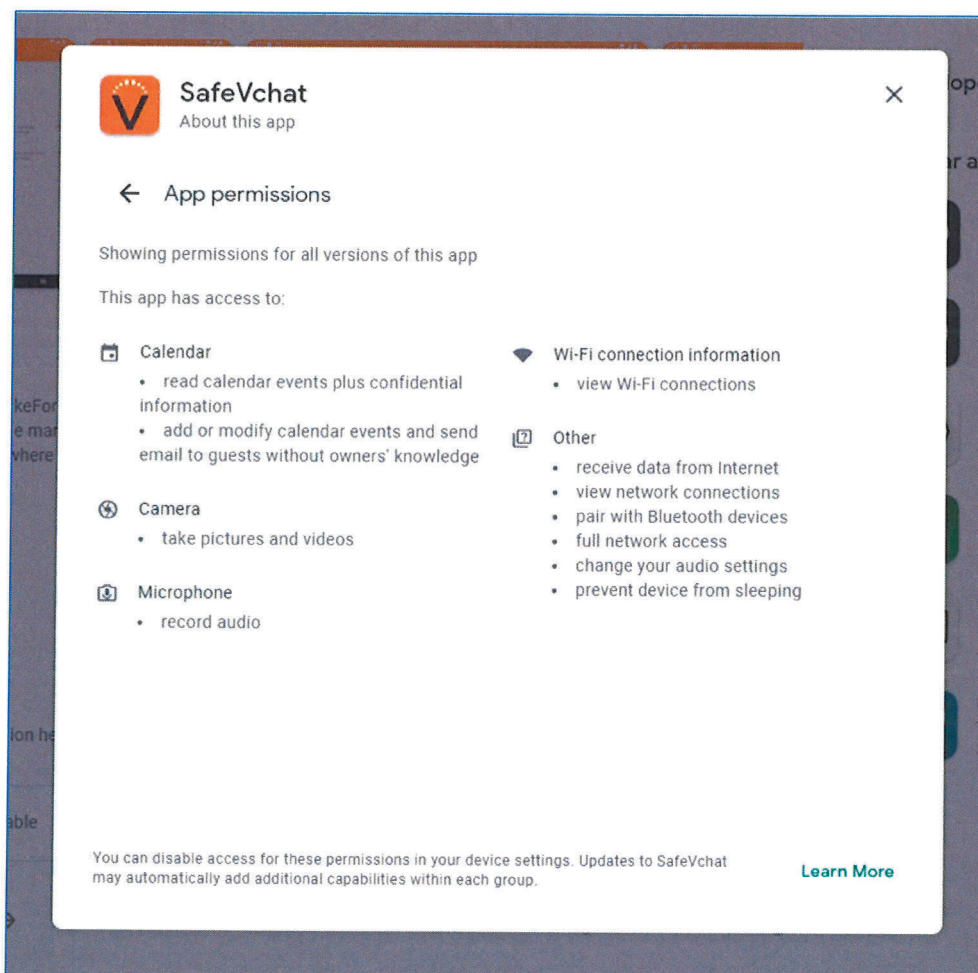 SafeVchat
About this app
App permissions
Showing permissions for all versions of this app
This app has access to:
Calendar
• read calendar events plus confidential
information
• add or modify calendar events and send
email to guests without owners' knowledge
Camera
• take pictures and videos
Microphone
• record audio
Wi-Fi connection information
• view Wi-Fi connections
Other
• receive data from Internet
• view network connections
• pair with Bluetooth devices
• full network access
• change your audio settings
• prevent device from sleeping
You can disable access for these permissions in your device settings. Updates to SafeVchat
may automatically add additional capabilities within each group.
Learn More